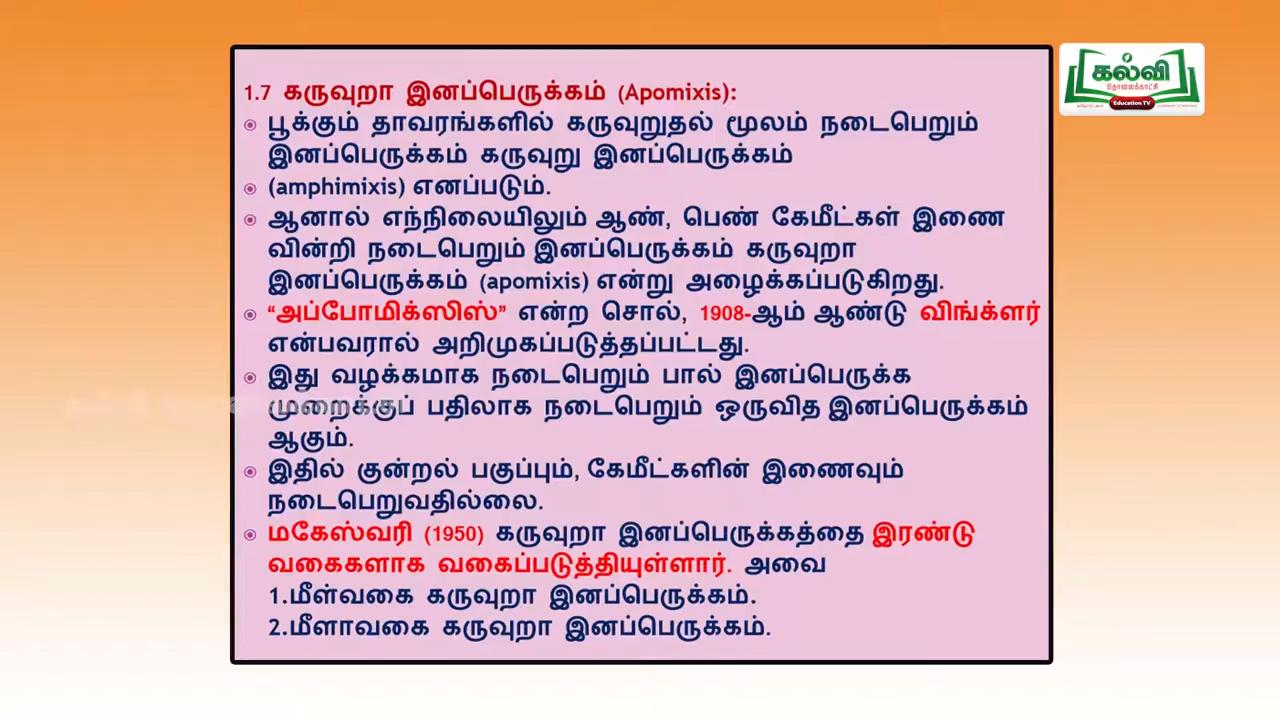 1.7 கருவுறா இனப்பெருக்கம் (Apomixis):
பூக்கும் தாவரங்களில் கருவுறுதல் மூலம் நடைபெறும்
இனப்பெருக்கம் கருவுறு இனப்பெருக்கம்
(amphimixis) எனப்படும்.
ஆனால் எந்நிலையிலும் ஆண், பெண் கேமீட்கள் இணை
வின்றி நடைபெறும் இனப்பெருக்கம் கருவுறா
இனப்பெருக்கம் (apomixis) என்று அழைக்கப்படுகிறது.
“அப்போமிக்ஸிஸ்” என்ற சொல், 1908-ஆம் ஆண்டு விங்க்ளர்
என்பவரால் அறிமுகப்படுத்தப்பட்டது.
இது வழக்கமாக நடைபெறும் பால் இனப்பெருக்க
முறைக்குப் பதிலாக நடைபெறும் ஒருவித இனப்பெருக்கம்
ஆகும்.
இதில் குன்றல் பகுப்பும், கேமீட்களின் இணைவும்
நடைபெறுவதில்லை.
மகேஸ்வரி (1950) கருவுறா இனப்பெருக்கத்தை இரண்டு
வகைகளாக வகைப்படுத்தியுள்ளார். அவை
1.மீள்வகை கருவுறா இனப்பெருக்கம்.
2.மீளாவகை கருவுறா இனப்பெருக்கம்.
கல்வி
தொலைக்காட்சி
Education TV